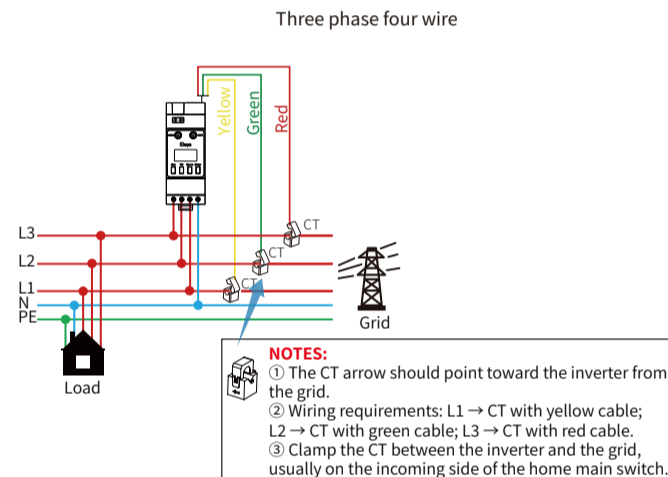 Three phase four wire
Yellow
Green
Red
CT
L3
CT
L2
CT
L1
N
PE
Grid
Load
NOTES:
① The CT arrow should point toward the inverter from
the grid.
② Wiring requirements: L1 → CT with yellow cable;
L2 → CT with green cable; L3 → CT with red cable.
③ Clamp the CT between the inverter and the grid,
usually on the incoming side of the home main switch.